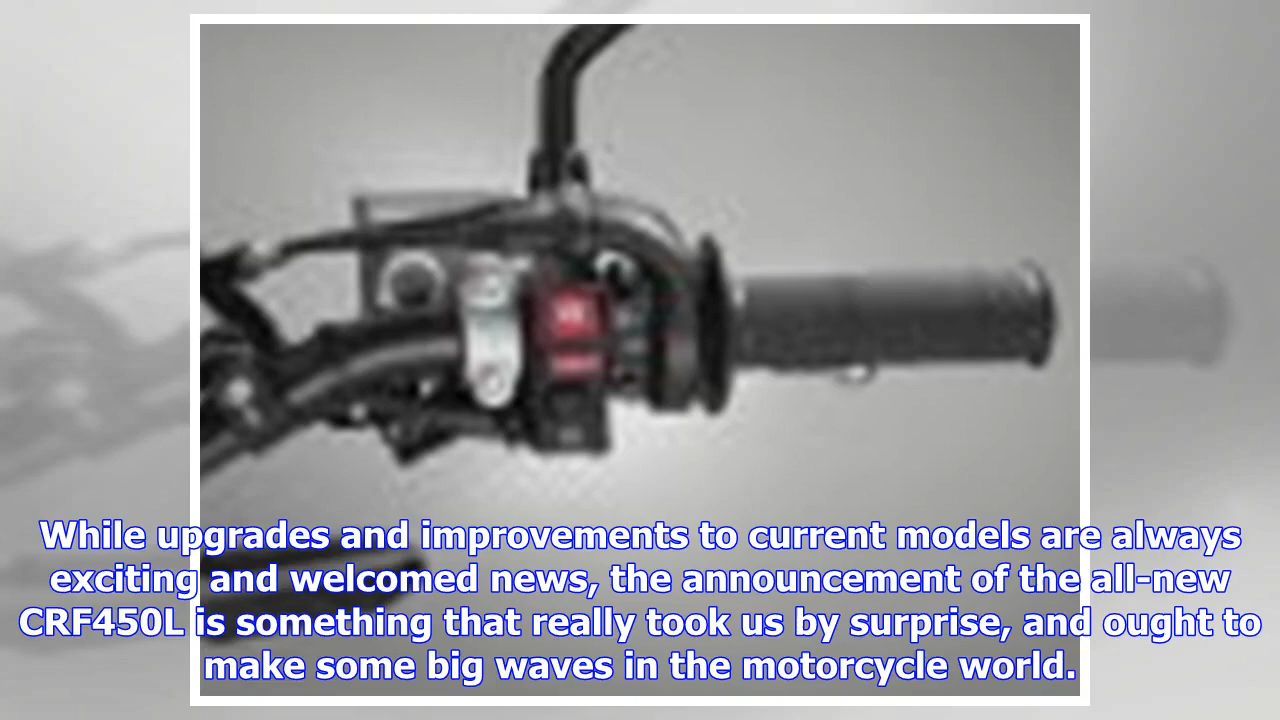 While upgrades and improvements to current models are always
exciting and welcomed news, the announcement of the all-new
CRF450L is something that really took us by surprise, and ought to
make some big waves in the motorcycle world.